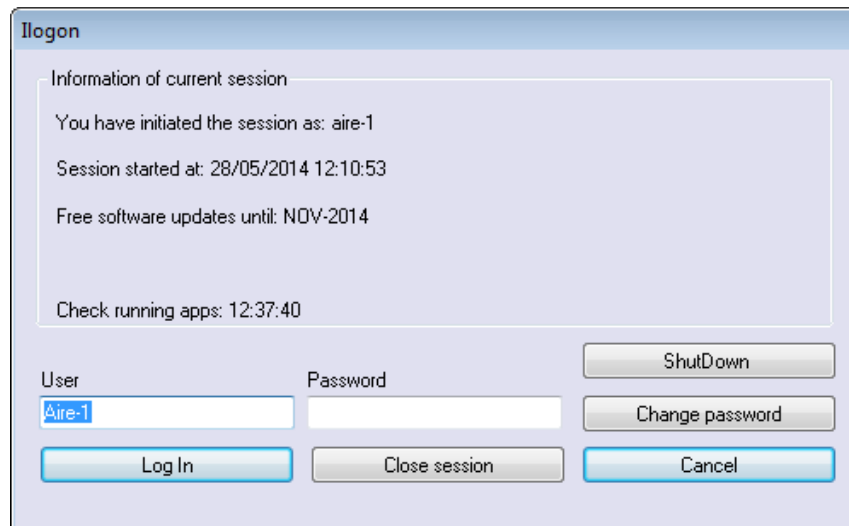 Ilogon
Information of current session
You have initiated the session as: aire-1
Session started at: 28/05/2014 12:10:53
Free software updates until: NOV-2014
Check running apps: 12:37:40
ShutDown
User Password
Aire-1 Change password
Log In Close session Cancel